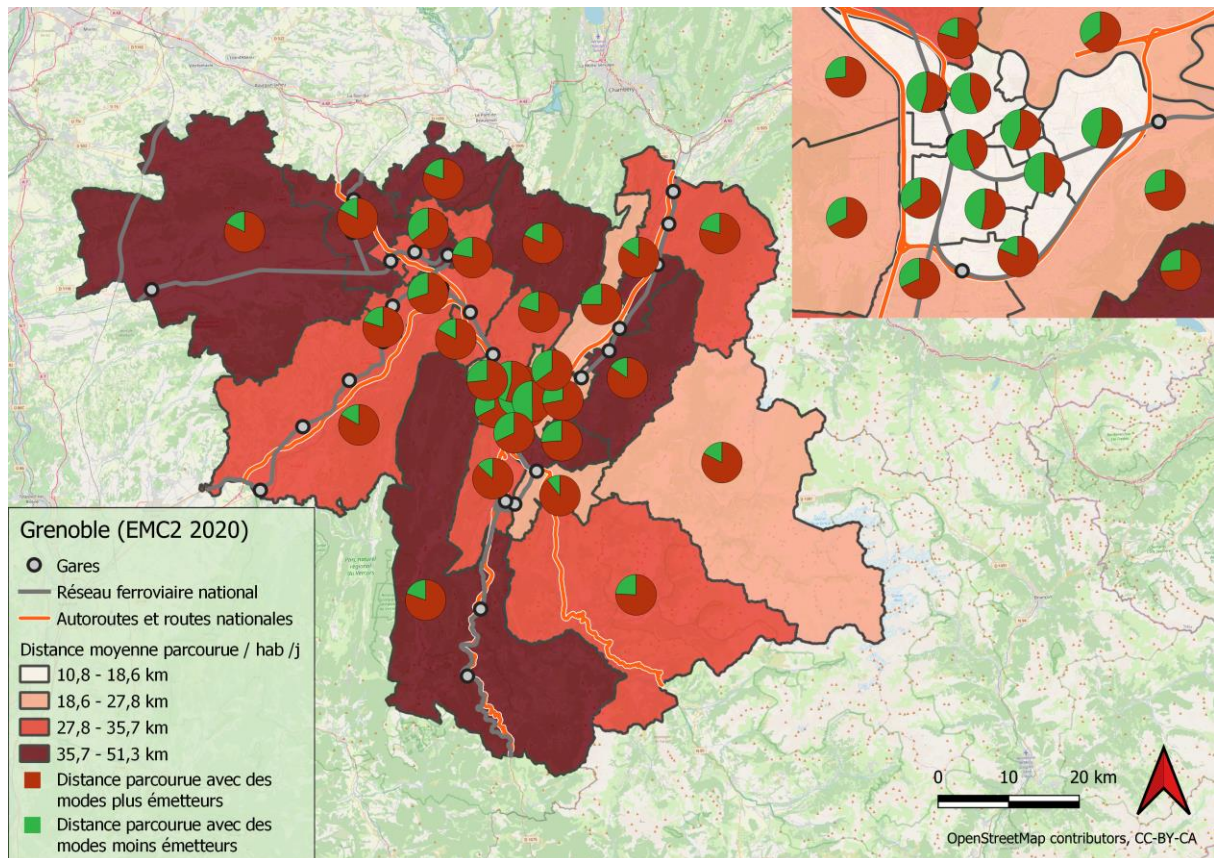 Chambéry
Grenoble (EMC2 2020)
Gares
Réseau ferroviaire national
Autoroutes et routes nationales
Distance moyenne parcourue / hab /j
10,8 - 18,6 km
18,6 - 27,8 km
27,8 - 35,7 km
35,7 - 51,3 km
Distance parcourue avec des
modes plus émetteurs
Distance parcourue avec des
modes moins émetteurs
0 10 20 km
OpenStreetMap contributors, CC-BY-CA